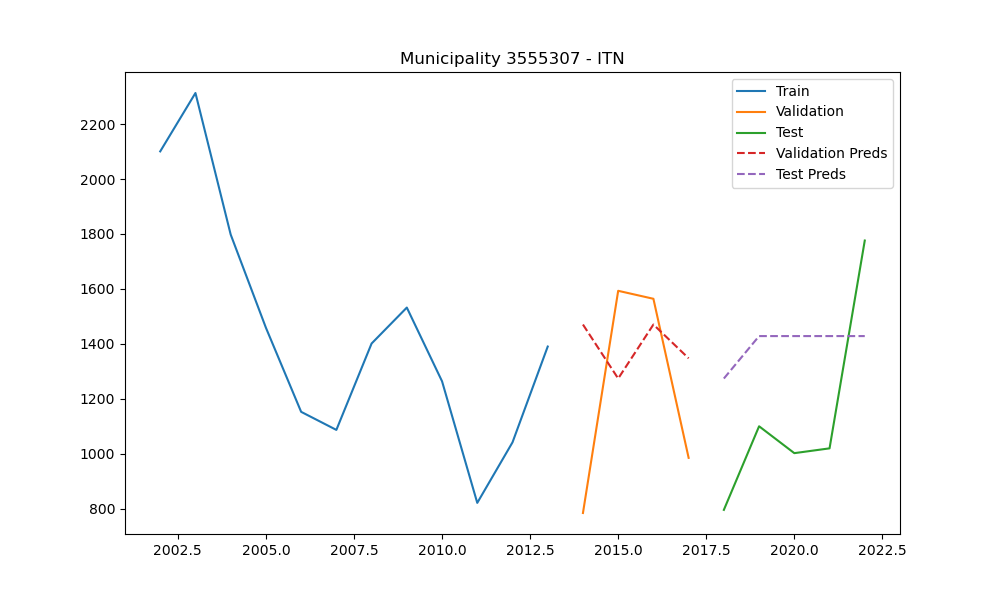 Municipality 3555307 - ITN
Train
Validation
Test
Validation Preds
Test Preds
2200
2000
1800
1600
1400
1200
1000
800
2002.5 2005.0 2007.5 2010.0 2012.5 2015.0 2017.5 2020.0 2022.5